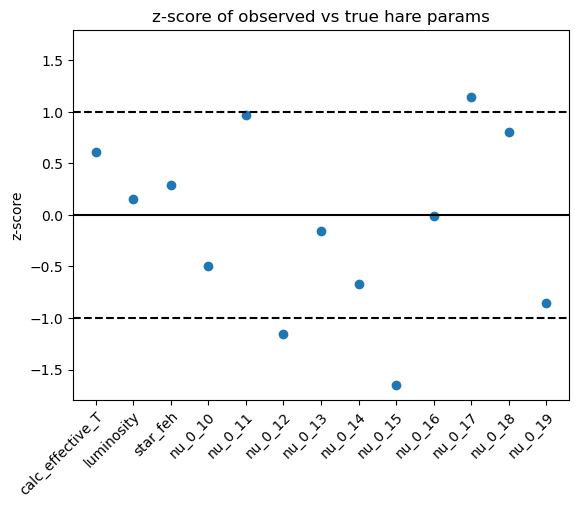 z-score of observed vs true hare params
z-score
1.5
1.0
0.5
0.0
−0.5
−1.0
−1.5
calc_effective_T
luminosity
star_feh
nu_0_10
nu_0_11
nu_0_12
nu_0_13
nu_0_14
nu_0_15
nu_0_16
nu_0_17
nu_0_18
nu_0_19